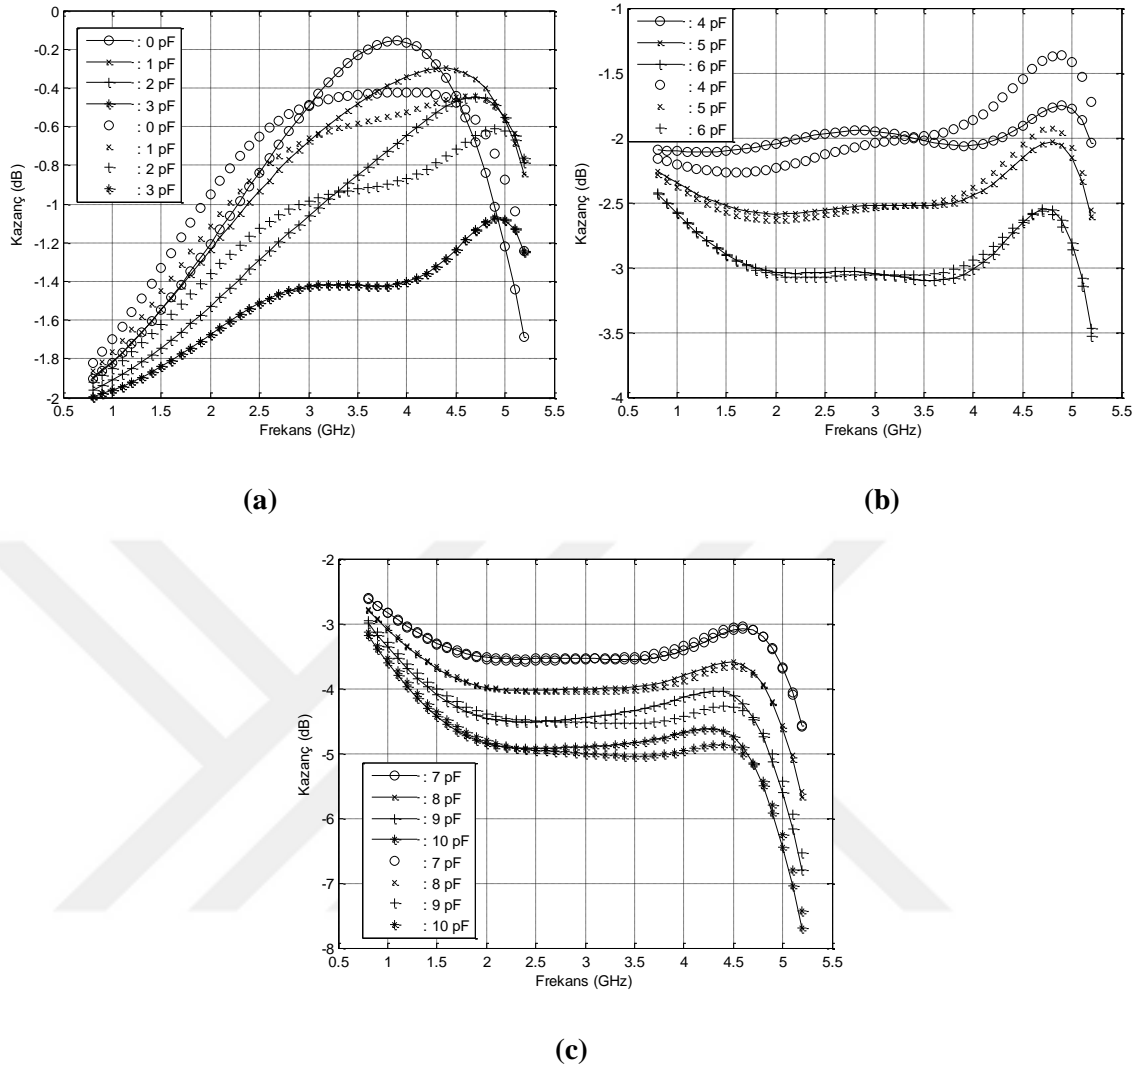 0
-0.2
-0.4
-0.6
-0.8
-1
-1.2
-1.4
-1.6
-1.8
-2
0.5 1 1.5 2 2.5 3 3.5 4 4.5 5 5.5
Frekans (GHz)
Kazanç (dB)
: 0 pF
: 1 pF
: 2 pF
: 3 pF
: 0 pF
: 1 pF
: 2 pF
: 3 pF
(a)
-1
-1.5
-2
-2.5
-3
-3.5
-4
0.5 1 1.5 2 2.5 3 3.5 4 4.5 5 5.5
Frekans (GHz)
Kazanç (dB)
: 4 pF
: 5 pF
: 6 pF
: 4 pF
: 5 pF
: 6 pF
(b)
-2
-3
-4
-5
-6
-7
-8
0.5 1 1.5 2 2.5 3 3.5 4 4.5 5 5.5
Frekans (GHz)
Kazanç (dB)
: 7 pF
: 8 pF
: 9 pF
: 10 pF
: 7 pF
: 8 pF
: 9 pF
: 10 pF
(c)